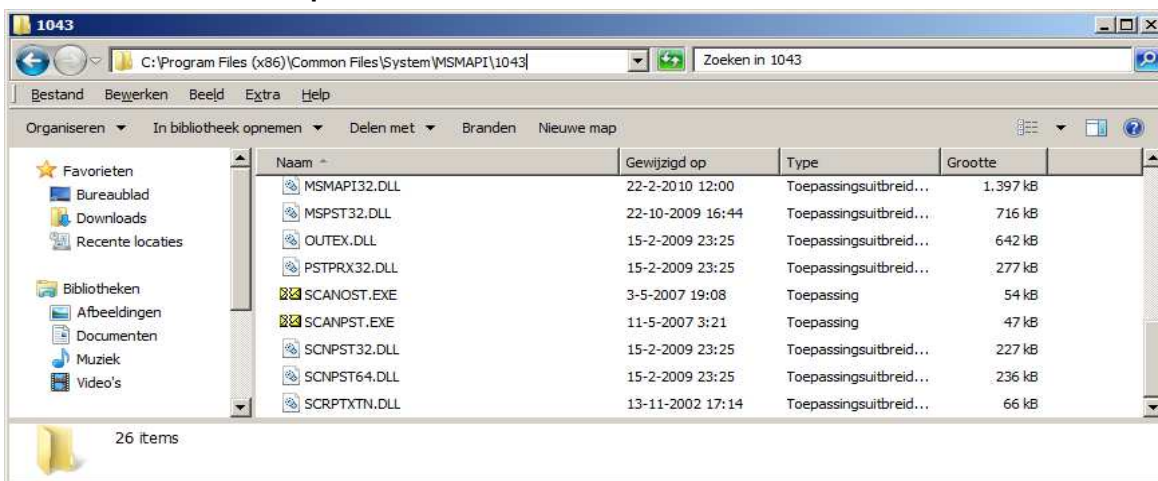 1043
C:\Program Files (x86)\Common Files\System\MSMAPI\1043
Zoeken in 1043
Bestand Bewerken Beeld Extra Help
Organiseren In bibliotheek opnemen Delen met Branden Nieuwe map
Favorieten
Bureaublad
Downloads
Recente locaties
Bibliotheken
Afbeeldingen
Documenten
Muziek
Video's
Naam Gewijzigd op Type Grootte
MSMAPI32.DLL 22-2-2010 12:00 Toepassingsuitbreid... 1.397 kB
MSPST32.DLL 22-10-2009 16:44 Toepassingsuitbreid... 716 kB
OUTEX.DLL 15-2-2009 23:25 Toepassingsuitbreid... 642 kB
PSTPRX32.DLL 15-2-2009 23:25 Toepassingsuitbreid... 277 kB
SCANOST.EXE 3-5-2007 19:08 Toepassing 54 kB
SCANPST.EXE 11-5-2007 3:21 Toepassing 47 kB
SCNPST32.DLL 15-2-2009 23:25 Toepassingsuitbreid... 227 kB
SCNPST64.DLL 15-2-2009 23:25 Toepassingsuitbreid... 236 kB
SCRPTXTN.DLL 13-11-2002 17:14 Toepassingsuitbreid... 66 kB
26 items